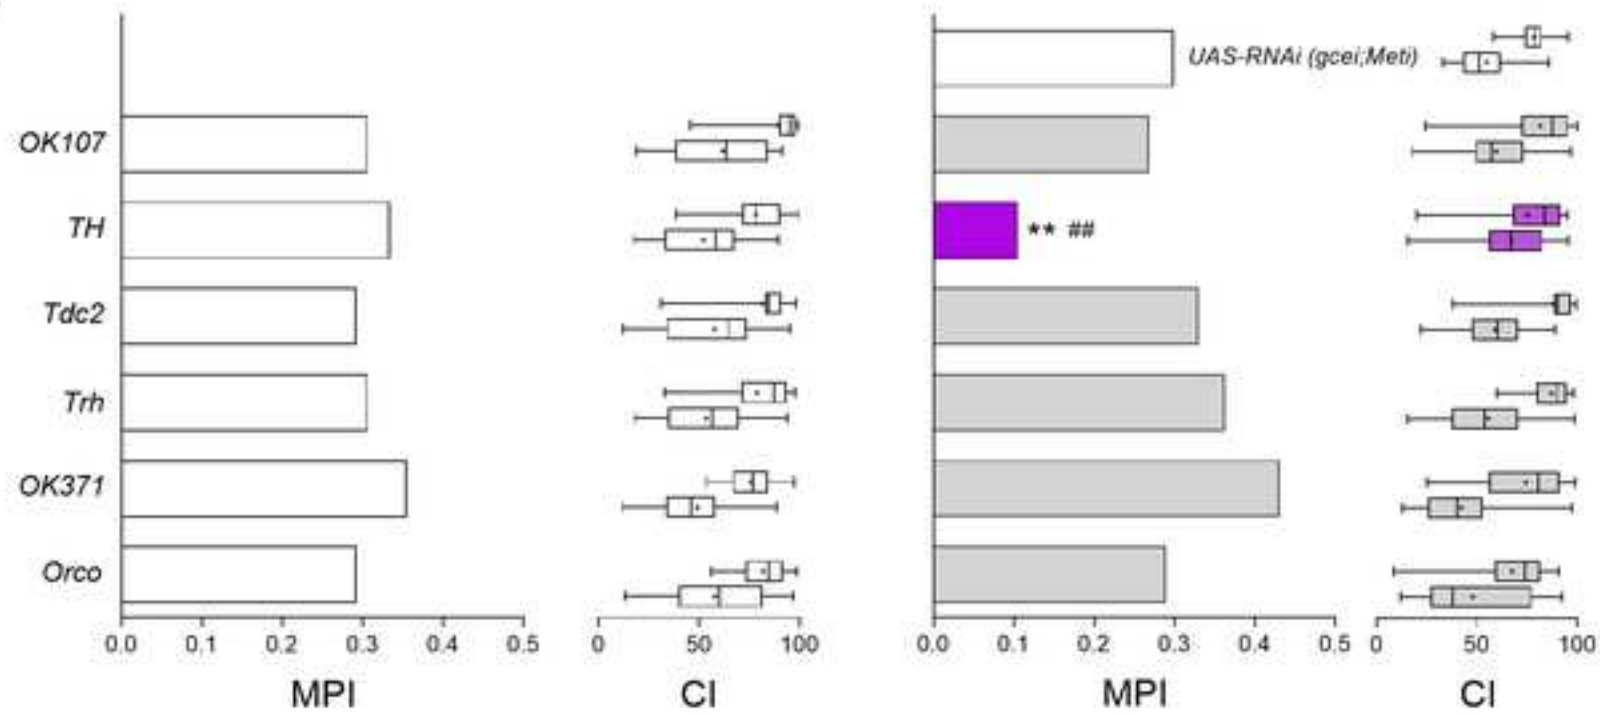 UAS-RNAi (gcei;Meti)
OK107
TH
** ##
Tdc2
Trh
OK371
Orco
0.0 0.1 0.2 0.3 0.4 0.5 0 50 100 0.0 0.1 0.2 0.3 0.4 0.5 0 50 100
MPI CI MPI CI